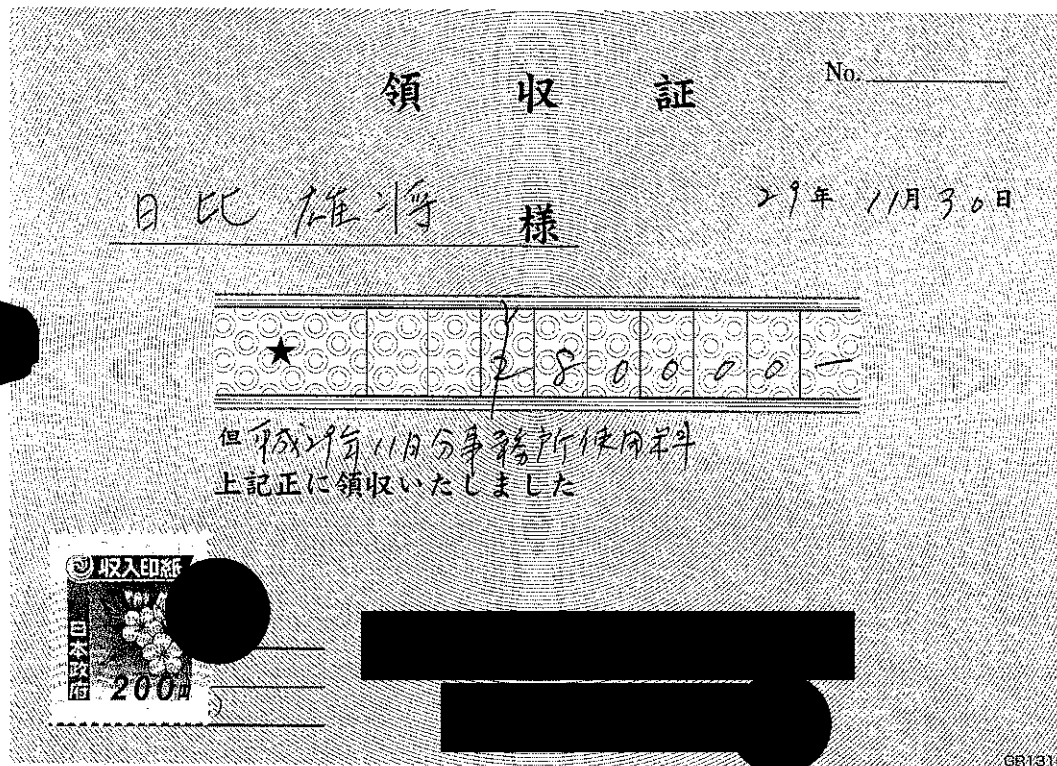 領収証
No.
日比 雄将 様
29年 11月30日
★ ¥280000-
但 平成29年11月分事務所使用料
上記正に領収いたしました
収入印紙
日本政府
200円
GR131